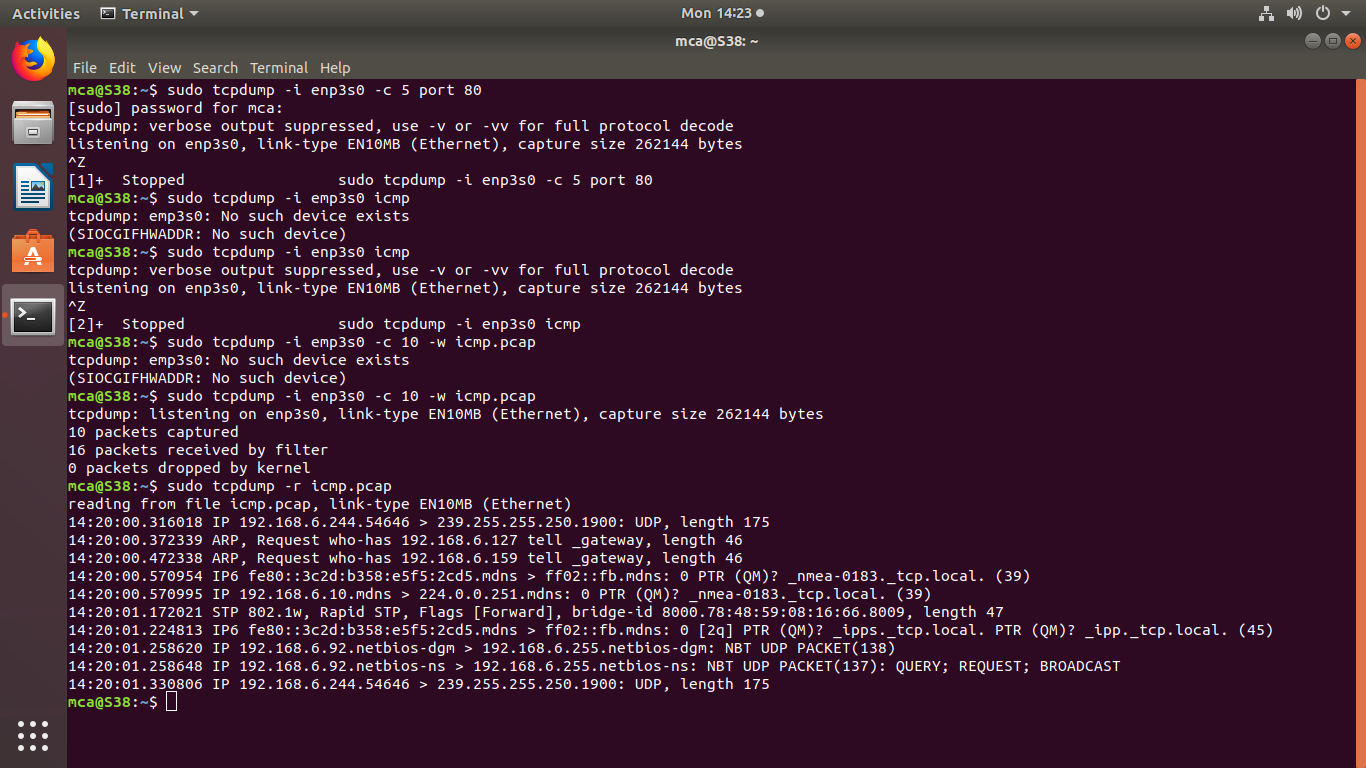 Activities
Terminal
Mon 14:23
mca@S38: ~
File Edit View Search Terminal Help
mca@S38:~$ sudo tcpdump -i enp3s0 -c 5 port 80
[sudo] password for mca:
tcpdump: verbose output suppressed, use -v or -vv for full protocol decode
listening on enp3s0, link-type EN10MB (Ethernet), capture size 262144 bytes
^Z
[1]+  Stopped                 sudo tcpdump -i enp3s0 -c 5 port 80
mca@S38:~$ sudo tcpdump -i emp3s0 icmp
tcpdump: emp3s0: No such device exists
(SIOCGIFHWADDR: No such device)
mca@S38:~$ sudo tcpdump -i enp3s0 icmp
tcpdump: verbose output suppressed, use -v or -vv for full protocol decode
listening on enp3s0, link-type EN10MB (Ethernet), capture size 262144 bytes
^Z
[2]+  Stopped                 sudo tcpdump -i enp3s0 icmp
mca@S38:~$ sudo tcpdump -i emp3s0 -c 10 -w icmp.pcap
tcpdump: emp3s0: No such device exists
(SIOCGIFHWADDR: No such device)
mca@S38:~$ sudo tcpdump -i enp3s0 -c 10 -w icmp.pcap
tcpdump: listening on enp3s0, link-type EN10MB (Ethernet), capture size 262144 bytes
10 packets captured
16 packets received by filter
0 packets dropped by kernel
mca@S38:~$ sudo tcpdump -r icmp.pcap
reading from file icmp.pcap, link-type EN10MB (Ethernet)
14:20:00.316018 IP 192.168.6.244.54646 > 239.255.255.250.1900: UDP, length 175
14:20:00.372339 ARP, Request who-has 192.168.6.127 tell _gateway, length 46
14:20:00.472338 ARP, Request who-has 192.168.6.159 tell _gateway, length 46
14:20:00.570954 IP6 fe80::3c2d:b358:e5f5:2cd5.mdns > ff02::fb.mdns: 0 PTR (QM)? _nmea-0183._tcp.local. (39)
14:20:00.570995 IP 192.168.6.10.mdns > 224.0.0.251.mdns: 0 PTR (QM)? _nmea-0183._tcp.local. (39)
14:20:01.172021 STP 802.1w, Rapid STP, Flags [Forward], bridge-id 8000.78:48:59:08:16:66.8009, length 47
14:20:01.224813 IP6 fe80::3c2d:b358:e5f5:2cd5.mdns > ff02::fb.mdns: 0 [2q] PTR (QM)? _ipps._tcp.local. PTR (QM)? _ipp._tcp.local. (45)
14:20:01.258620 IP 192.168.6.92.netbios-dgm > 192.168.6.255.netbios-dgm: NBT UDP PACKET(138)
14:20:01.258648 IP 192.168.6.92.netbios-ns > 192.168.6.255.netbios-ns: NBT UDP PACKET(137): QUERY; REQUEST; BROADCAST
14:20:01.330806 IP 192.168.6.244.54646 > 239.255.255.250.1900: UDP, length 175
mca@S38:~$